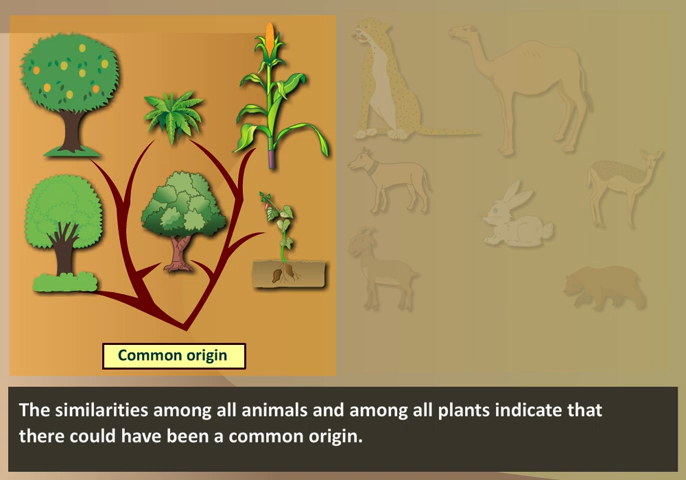 Common origin
The similarities among all animals and among all plants indicate that
there could have been a common origin.